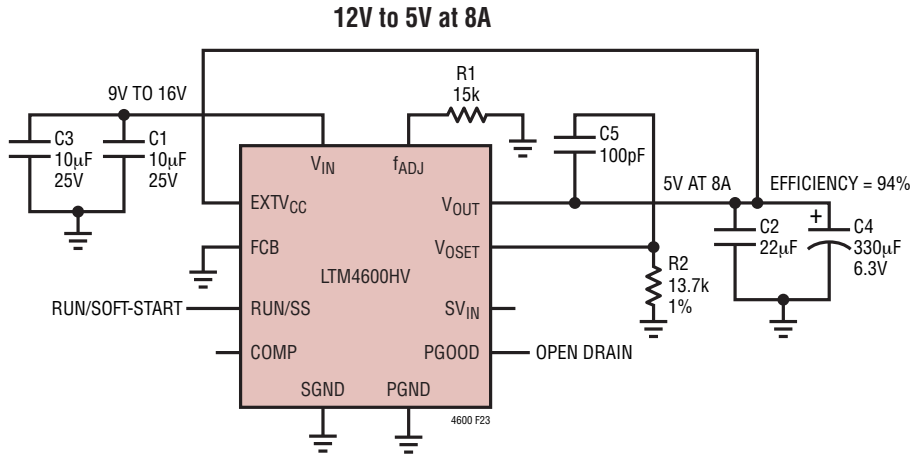 12V to 5V at 8A
R1
15k
9V TO 16V
C3
10µF
25V
C1
10µF
25V
C5
100pF
VIN
fADJ
EXTVCC
VOUT
5V AT 8A
EFFICIENCY = 94%
C2
22µF
+
C4
330µF
6.3V
FCB
VOSET
LTM4600HV
R2
13.7k
1%
RUN/SOFT-START
RUN/SS
SVIN
COMP
PGOOD
OPEN DRAIN
SGND
PGND
4600 F23